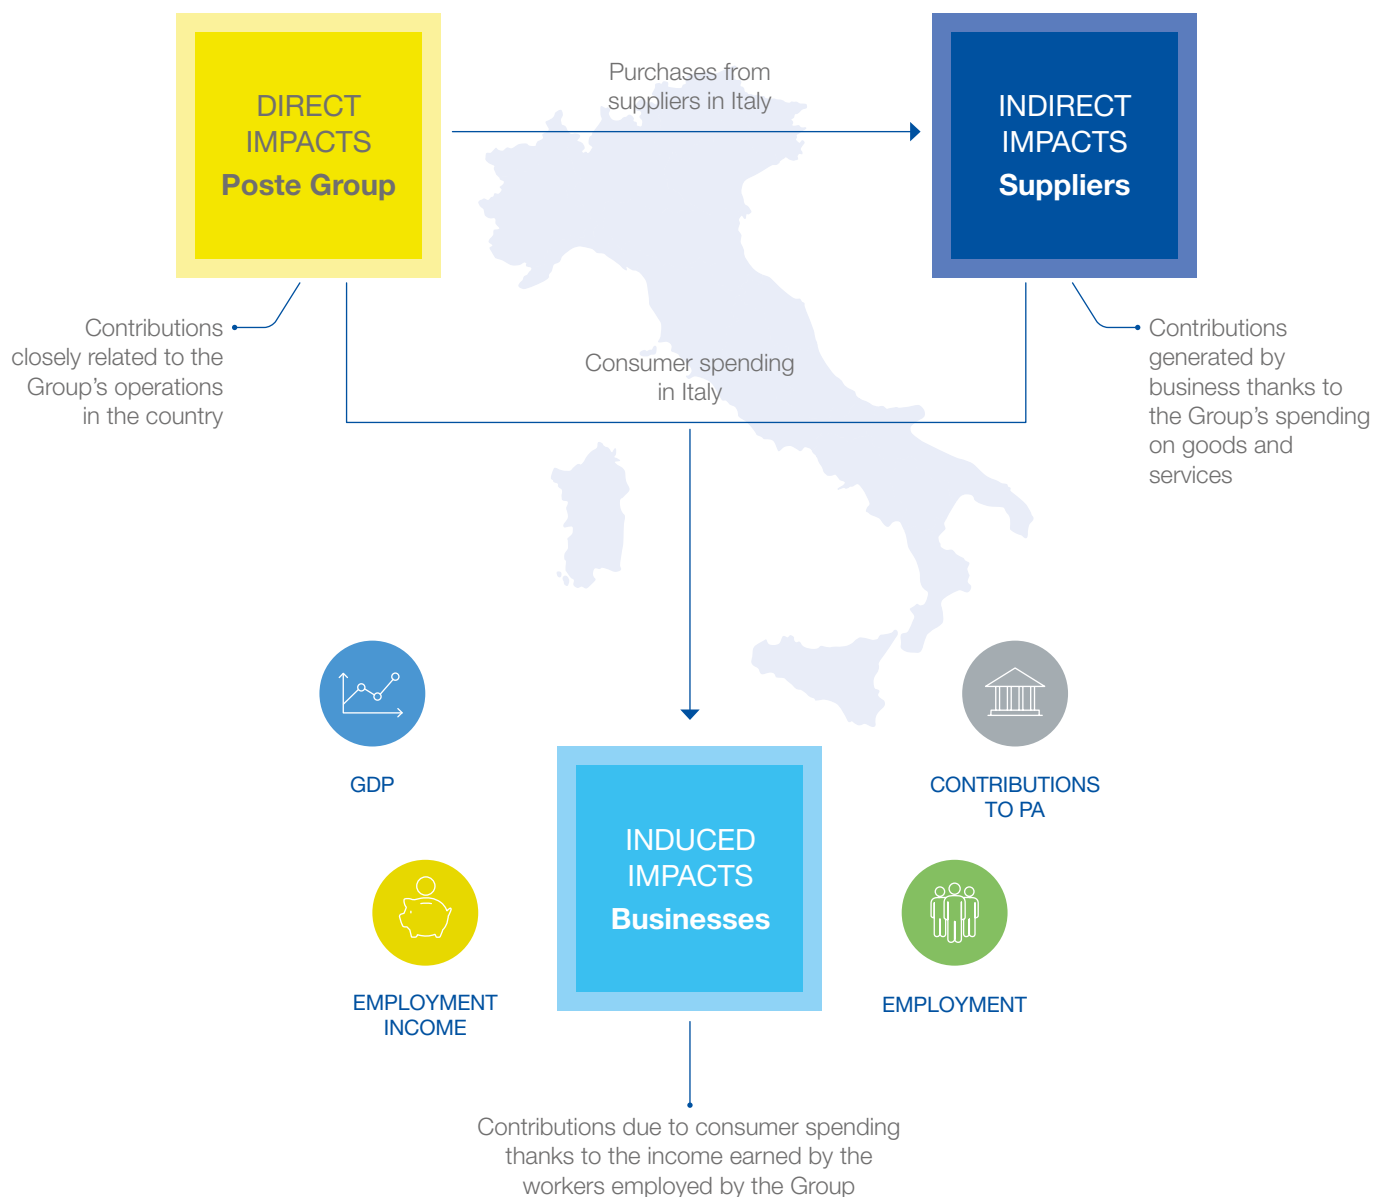 DIRECT
IMPACTS
Poste Group
Purchases from
suppliers in Italy
INDIRECT
IMPACTS
Suppliers
Contributions
closely related to the
Group’s operations
in the country
Consumer spending
in Italy
Contributions
generated by
business thanks to
the Group’s spending
on goods and
services
GDP
CONTRIBUTIONS
TO PA
INDUCED
IMPACTS
Businesses
EMPLOYMENT
INCOME
EMPLOYMENT
Contributions due to consumer spending
thanks to the income earned by the
workers employed by the Group